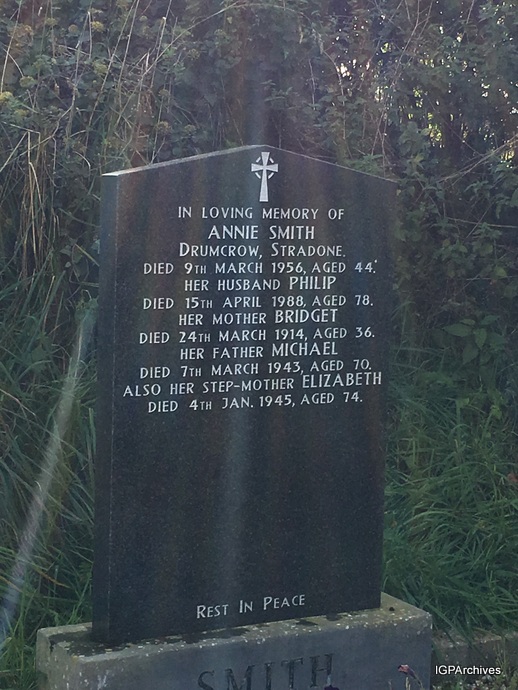 IN LOVING MEMORY OF
ANNIE SMITH
DRUMCROW, STRADONE.
DIED 9TH MARCH 1956, AGED 44.
HER HUSBAND PHILIP
DIED 15TH APRIL 1988, AGED 78.
HER MOTHER BRIDGET
DIED 24TH MARCH 1914, AGED 36.
HER FATHER MICHAEL
DIED 7TH MARCH 1943, AGED 70.
ALSO HER STEP-MOTHER ELIZABETH
DIED 4TH JAN. 1945, AGED 74.
REST IN PEACE
SMITH
IGPArchives